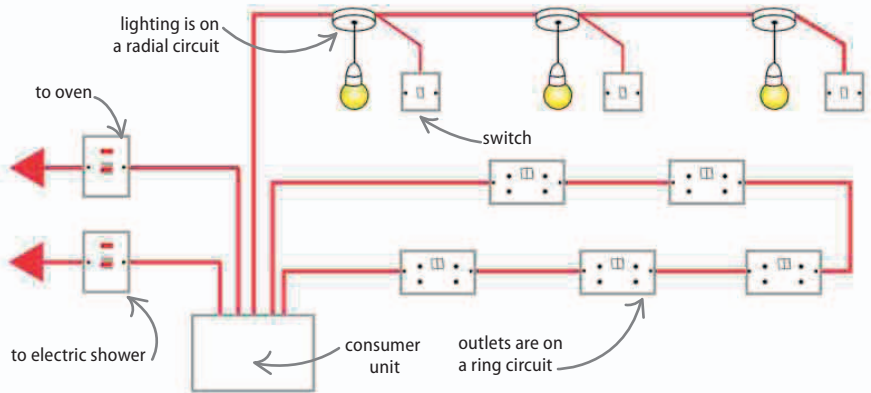 lighting is on
a radial circuit
to oven
switch
to electric shower
consumer
unit
outlets are on
a ring circuit